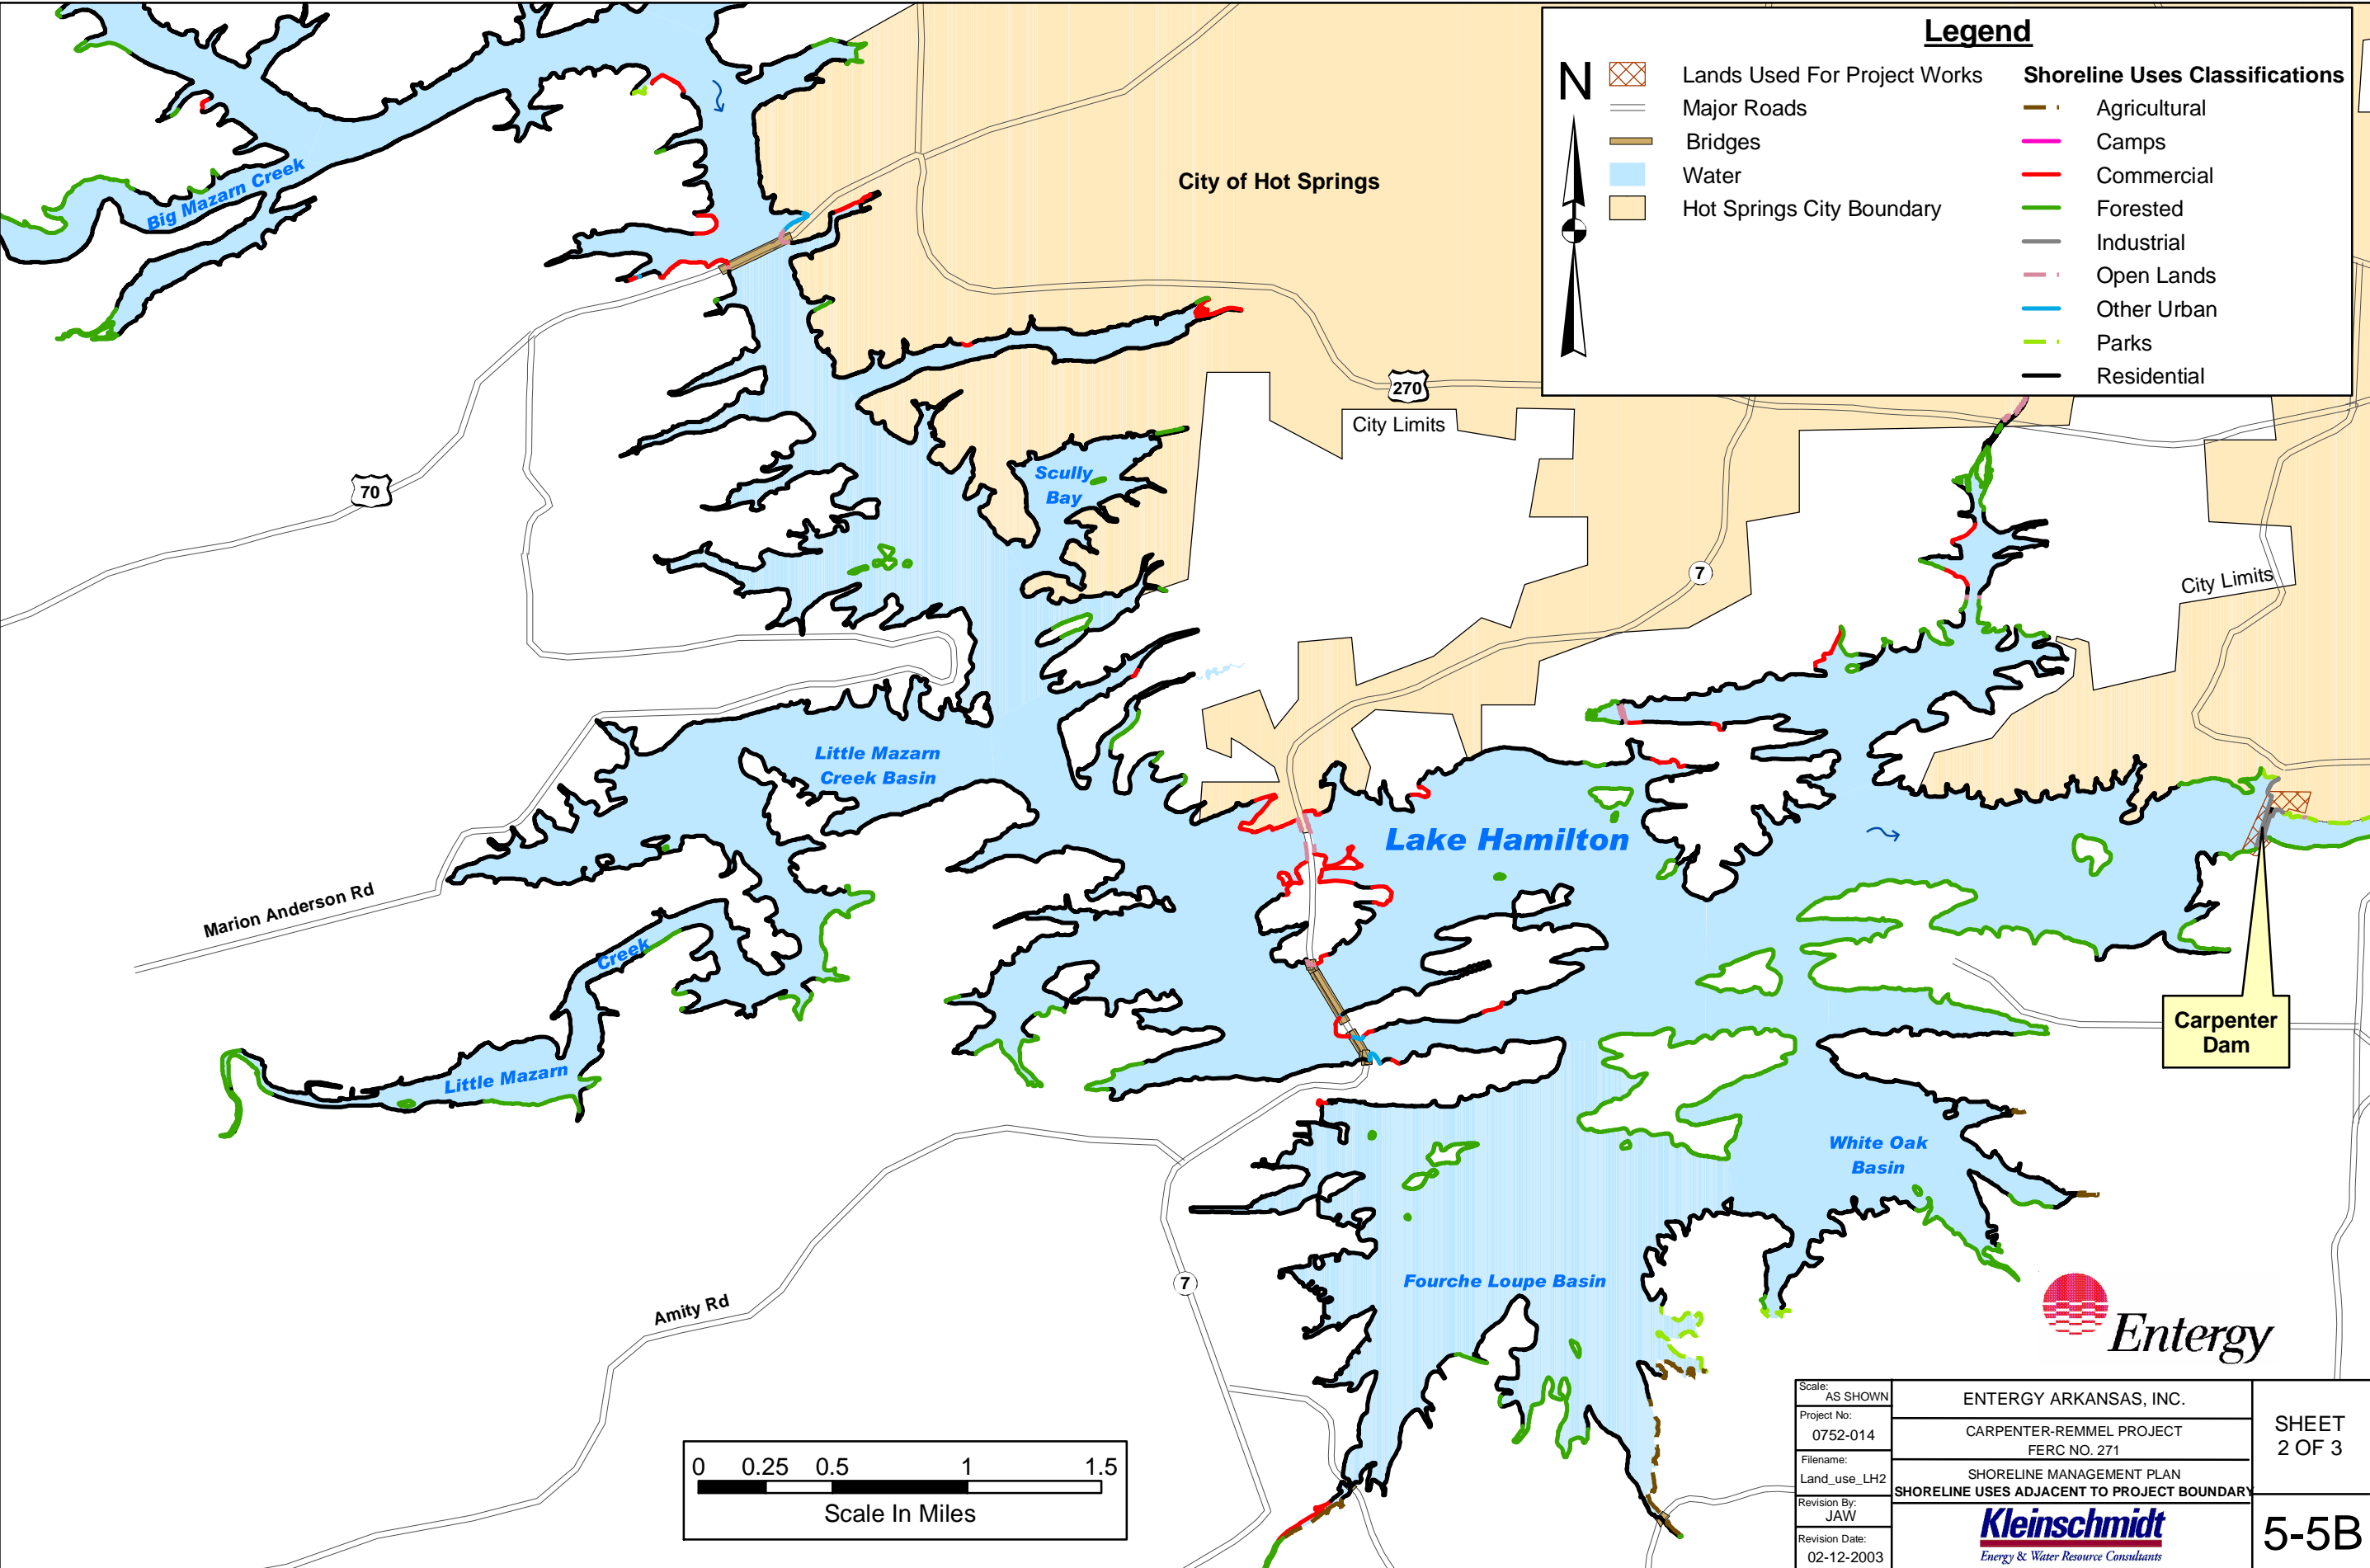 Legend
N
Lands Used For Project Works
Major Roads
Bridges
Water
Hot Springs City Boundary
Shoreline Uses Classifications
Agricultural
Camps
Commercial
Forested
Industrial
Open Lands
Other Urban
Parks
Residential
Big Mazarn Creek
City of Hot Springs
270
City Limits
70
Scully
Bay
7
City Limits
Little Mazarn
Creek Basin
Lake Hamilton
Marion Anderson Rd
Creek
Little Mazarn
Carpenter
Dam
White Oak
Basin
Fourche Loupe Basin
7
Amity Rd
Entergy
0 0.25 0.5 1 1.5
Scale In Miles
Scale:
AS SHOWN
Project No:
0752-014
Filename:
Land_use_LH2
Revision By:
JAW
Revision Date:
02-12-2003
ENTERGY ARKANSAS, INC.
CARPENTER-REMMEL PROJECT
FERC NO. 271
SHORELINE MANAGEMENT PLAN
SHORELINE USES ADJACENT TO PROJECT BOUNDARY
Kleinschmidt
Energy & Water Resource Consultants
SHEET
2 OF 3
5-5B